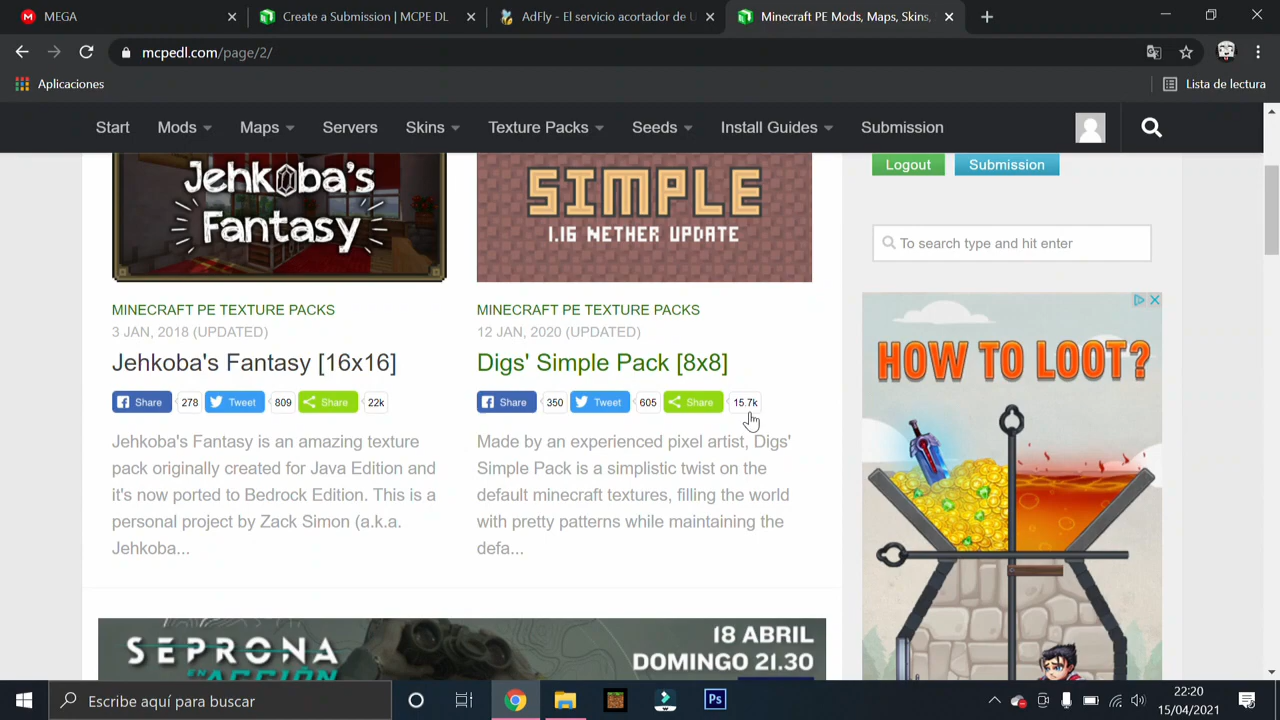 MEGA
Create a Submission | MCPE DL
AdFly - El servicio acortador de U
Minecraft PE Mods, Maps, Skins,
mcpedl.com/page/2/
Aplicaciones
Lista de lectura
Start
Mods
Maps
Servers
Skins
Texture Packs
Seeds
Install Guides
Submission
Jehkoba's
Fantasy
SIMPLE
1.16 NETHER UPDATE
Logout
Submission
To search type and hit enter
MINECRAFT PE TEXTURE PACKS
3 JAN, 2018 (UPDATED)
Jehkoba's Fantasy [16x16]
Share 278 Tweet 809 Share 22k
Jehkoba's Fantasy is an amazing texture
pack originally created for Java Edition and
it's now ported to Bedrock Edition. This is a
personal project by Zack Simon (a.k.a.
Jehkoba...
MINECRAFT PE TEXTURE PACKS
12 JAN, 2020 (UPDATED)
Digs' Simple Pack [8x8]
Share 350 Tweet 605 Share 15.7k
Made by an experienced pixel artist, Digs'
Simple Pack is a simplistic twist on the
default minecraft textures, filling the world
with pretty patterns while maintaining the
defa...
HOW TO LOOT?
SEPRONA
EN ACCIÓN
18 ABRIL
DOMINGO 21.30
Escribe aquí para buscar
Ps
22:20
15/04/2021